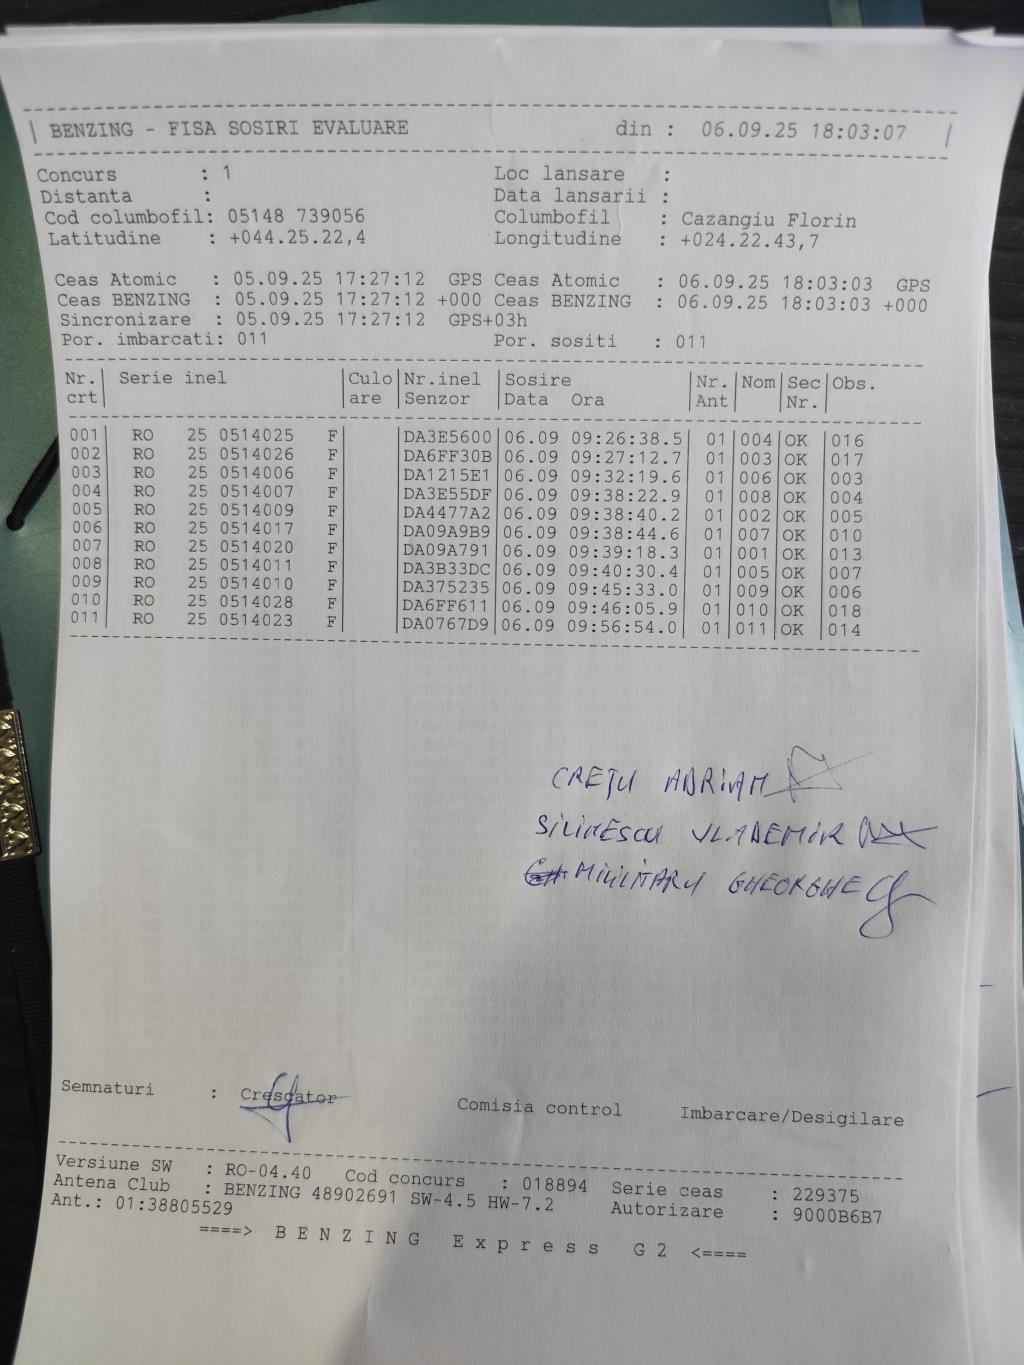 BENZING - FISA SOSIRI EVALUARE din : 06.09.25 18:03:07
Concurs : 1 Loc lansare :
Distanta : Data lansarii :
Cod columbofil: 05148 739056 Columbofil : Cazangiu Florin
Latitudine : +044.25.22,4 Longitudine : +024.22.43,7
Ceas Atomic : 05.09.25 17:27:12 GPS Ceas Atomic : 06.09.25 18:03:03 GPS
Ceas BENZING : 05.09.25 17:27:12 +000 Ceas BENZING : 06.09.25 18:03:03 +000
Sincronizare : 05.09.25 17:27:12 GPS+03h
Por. imbarcati: 011 Por. sositi : 011
Nr. Serie inel Culo Nr.inel Sosire Nr. Nom Sec Obs.
crt are Senzor Data Ora Ant Nr.
001 RO 25 0514025 F DA3E5600 06.09 09:26:38.5 01 004 OK 016
002 RO 25 0514026 F DA6FF30B 06.09 09:27:12.7 01 003 OK 017
003 RO 25 0514006 F DA1215E1 06.09 09:32:19.6 01 006 OK 003
004 RO 25 0514007 F DA3E55DF 06.09 09:38:22.9 01 008 OK 004
005 RO 25 0514009 F DA4477A2 06.09 09:38:40.2 01 002 OK 005
006 RO 25 0514017 F DA09A9B9 06.09 09:38:44.6 01 007 OK 010
007 RO 25 0514020 F DA09A791 06.09 09:39:18.3 01 001 OK 013
008 RO 25 0514011 F DA3B33DC 06.09 09:40:30.4 01 005 OK 007
009 RO 25 0514010 F DA375235 06.09 09:45:33.0 01 009 OK 006
010 RO 25 0514028 F DA6FF611 06.09 09:46:05.9 01 010 OK 018
011 RO 25 0514023 F DA0767D9 06.09 09:56:54.0 01 011 OK 014
CREȚU ADRIAN
SILINESCU VLADEMIR
MILINARU GHEORGHE
Semnaturi : Crescator Comisia control Imbarcare/Desigilare
Versiune SW : RO-04.40 Cod concurs : 018894 Serie ceas : 229375
Antena Club : BENZING 48902691 SW-4.5 HW-7.2 Autorizare : 9000B6B7
Ant.: 01:38805529
====> BENZING Express G2 <====